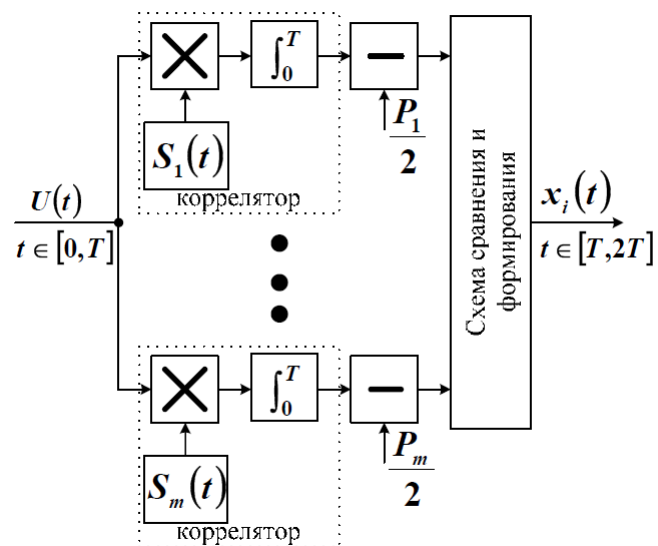 ∫₀ᵀ
S₁(t)
P₁
2
коррелятор
U(t)
t ∈ [0,T]
Схема сравнения и
формирования
xᵢ(t)
t ∈ [T,2T]
∫₀ᵀ
Sₘ(t)
Pₘ
2
коррелятор